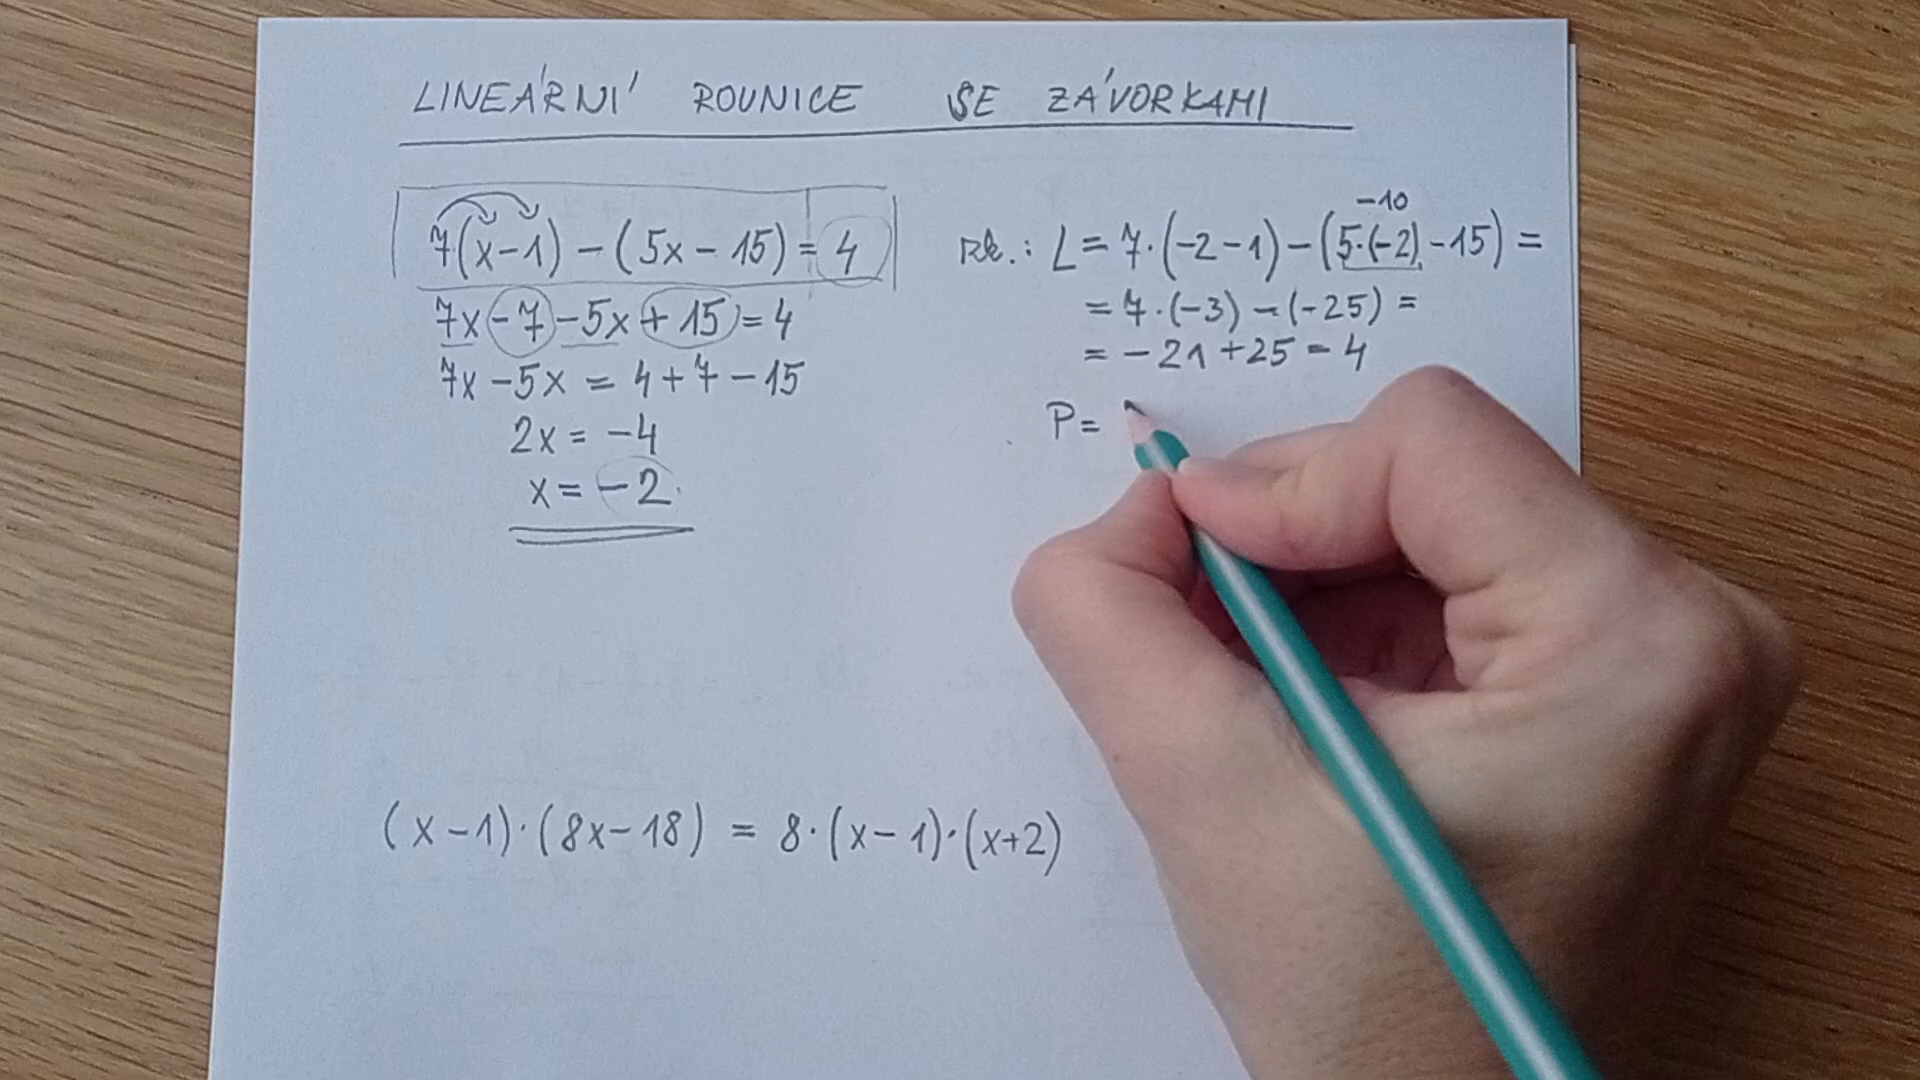 LINEÁRNÍ ROVNICE SE ZÁVORKAMI
7(x-1) - (5x - 15) = 4
7x - 7 - 5x + 15 = 4
7x - 5x = 4 + 7 - 15
2x = -4
x = -2
-10
zk.: L = 7·(-2-1) - (5·(-2) - 15) =
= 7·(-3) - (-25) =
= -21 + 25 = 4
P =
(x-1)·(8x-18) = 8·(x-1)·(x+2)